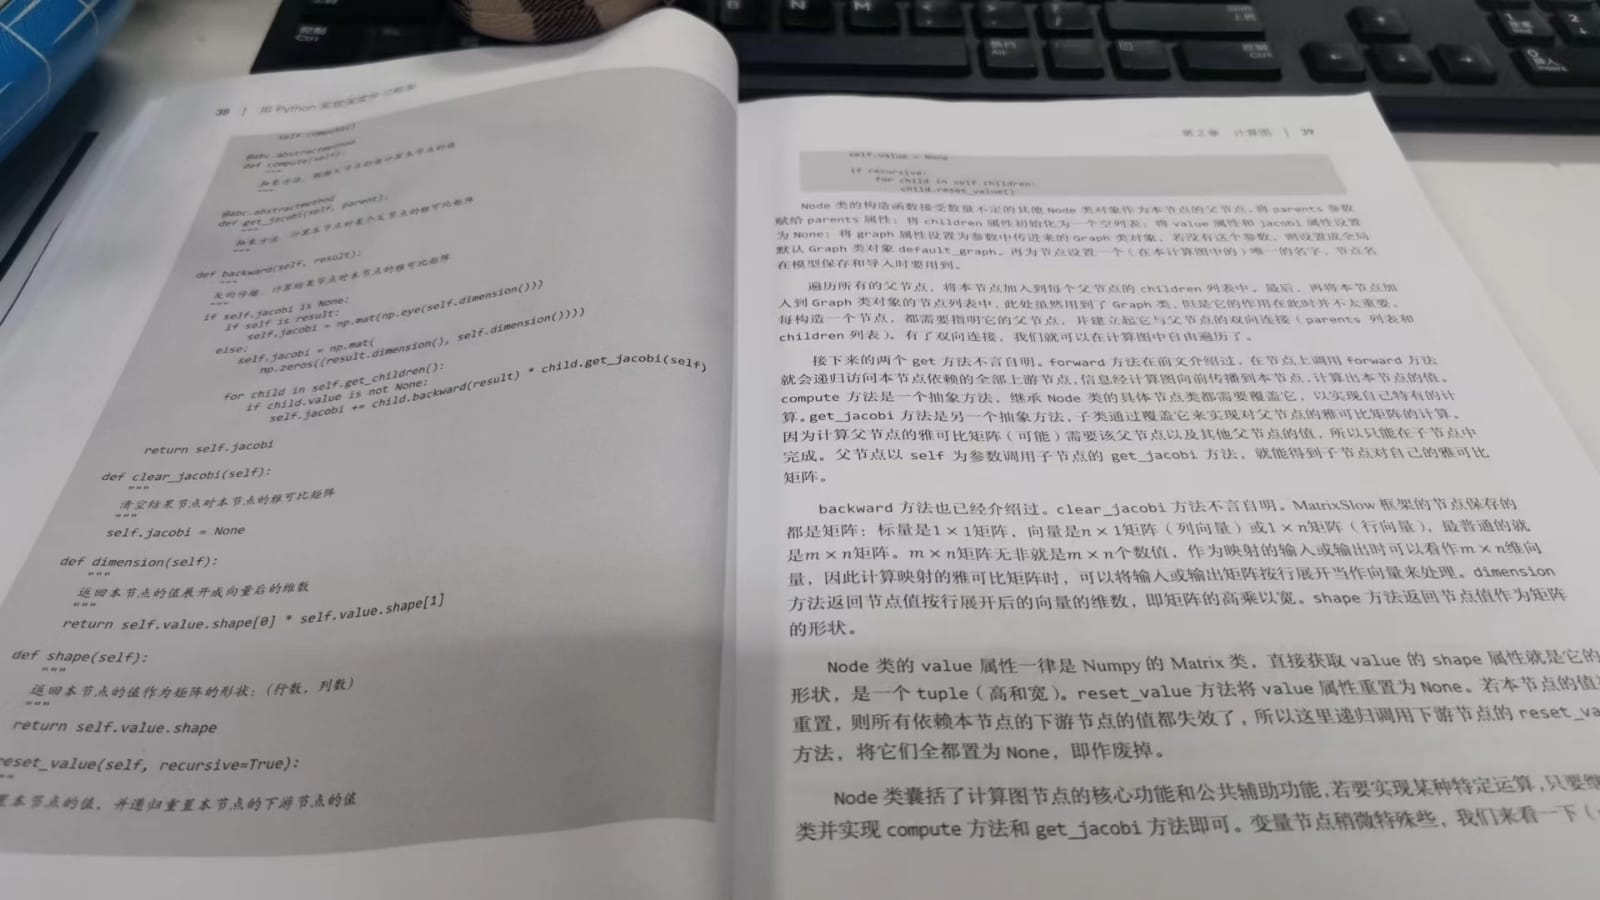 38 | 用 Python 实现深度学习框架
self.compute()
@abc.abstractmethod
def compute(self):
"""
抽象方法,根据父节点的值计算本节点的值
"""
@abc.abstractmethod
def get_jacobi(self, parent):
"""
抽象方法,计算本节点对某个父节点的雅可比矩阵
"""
def backward(self, result):
"""
反向传播,计算结果节点对本节点的雅可比矩阵
"""
if self.jacobi is None:
if self is result:
self.jacobi = np.mat(np.eye(self.dimension()))
else:
self.jacobi = np.mat(
np.zeros((result.dimension(), self.dimension())))
for child in self.get_children():
if child.value is not None:
self.jacobi += child.backward(result) * child.get_jacobi(self)
return self.jacobi
def clear_jacobi(self):
"""
清空结果节点对本节点的雅可比矩阵
"""
self.jacobi = None
def dimension(self):
"""
返回本节点的值展开成向量后的维数
"""
return self.value.shape[0] * self.value.shape[1]
def shape(self):
"""
返回本节点的值作为矩阵的形状:(行数,列数)
"""
return self.value.shape
reset_value(self, recursive=True):
""
置本节点的值,并递归重置本节点的下游节点的值
第 2 章 计算图 | 39
self.value = None
if recursive:
for child in self.children:
child.reset_value()
Node 类的构造函数接受数量不定的其他 Node 类对象作为本节点的父节点,将 parents 参数
赋给 parents 属性;将 children 属性初始化为一个空列表;将 value 属性和 jacobi 属性设置
为 None;将 graph 属性设置为参数中传进来的 Graph 类对象,若没有这个参数,则设置成全局
默认 Graph 类对象 default_graph。再为节点设置一个(在本计算图中的)唯一的名字,节点名
在模型保存和导入时要用到。
遍历所有的父节点,将本节点加入到每个父节点的 children 列表中。最后,再将本节点加
入到 Graph 类对象的节点列表中,此处虽然用到了 Graph 类,但是它的作用在此时并不太重要。
每构造一个节点,都需要指明它的父节点,并建立起它与父节点的双向连接(parents 列表和
children 列表)。有了双向连接,我们就可以在计算图中自由遍历了。
接下来的两个 get 方法不言自明。forward 方法在前文介绍过,在节点上调用 forward 方法
就会递归访问本节点依赖的全部上游节点,信息经计算图向前传播到本节点,计算出本节点的值。
compute 方法是一个抽象方法,继承 Node 类的具体节点类都需要覆盖它,以实现自己特有的计
算。get_jacobi 方法是另一个抽象方法,子类通过覆盖它来实现对父节点的雅可比矩阵的计算。
因为计算父节点的雅可比矩阵(可能)需要该父节点以及其他父节点的值,所以只能在子节点中
完成。父节点以 self 为参数调用子节点的 get_jacobi 方法,就能得到子节点对自己的雅可比
矩阵。
backward 方法也已经介绍过。clear_jacobi 方法不言自明。MatrixSlow 框架的节点保存的
都是矩阵:标量是1×1矩阵,向量是n×1矩阵(列向量)或1×n矩阵(行向量),最普通的就
是m×n矩阵。m×n矩阵无非就是m×n个数值,作为映射的输入或输出时可以看作m×n维向
量,因此计算映射的雅可比矩阵时,可以将输入或输出矩阵按行展开当作向量来处理。dimension
方法返回节点值按行展开后的向量的维数,即矩阵的高乘以宽。shape 方法返回节点值作为矩阵
的形状。
Node 类的 value 属性一律是 Numpy 的 Matrix 类,直接获取 value 的 shape 属性就是它的
形状,是一个 tuple(高和宽)。reset_value 方法将 value 属性重置为 None。若本节点的值
重置,则所有依赖本节点的下游节点的值都失效了,所以这里递归调用下游节点的 reset_va
方法,将它们全都置为 None,即作废掉。
Node 类囊括了计算图节点的核心功能和公共辅助功能,若要实现某种特定运算,只要继
类并实现 compute 方法和 get_jacobi 方法即可。变量节点稍微特殊些,我们来看一下(
B N M
控制
Ctrl
Alt
控制
Ctrl
1
2
0